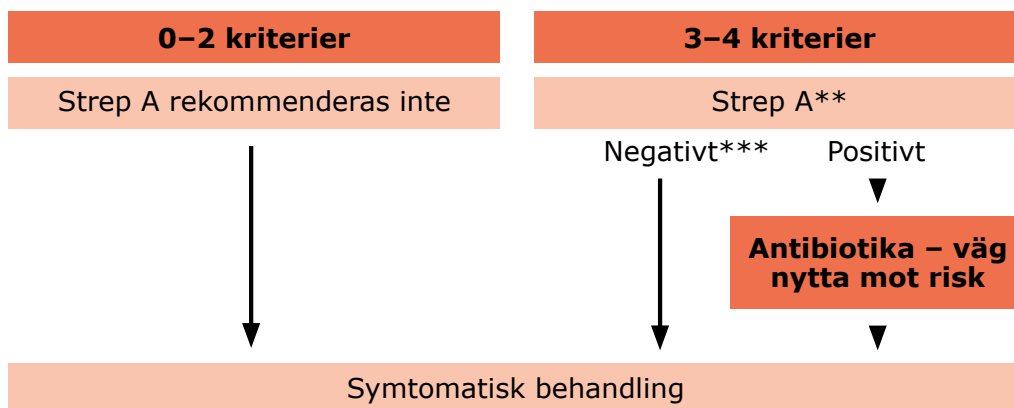 0–2 kriterier
Strep A rekommenderas inte
3–4 kriterier
Strep A**
Negativt***
Positivt
Antibiotika – väg
nytta mot risk
Symtomatisk behandling